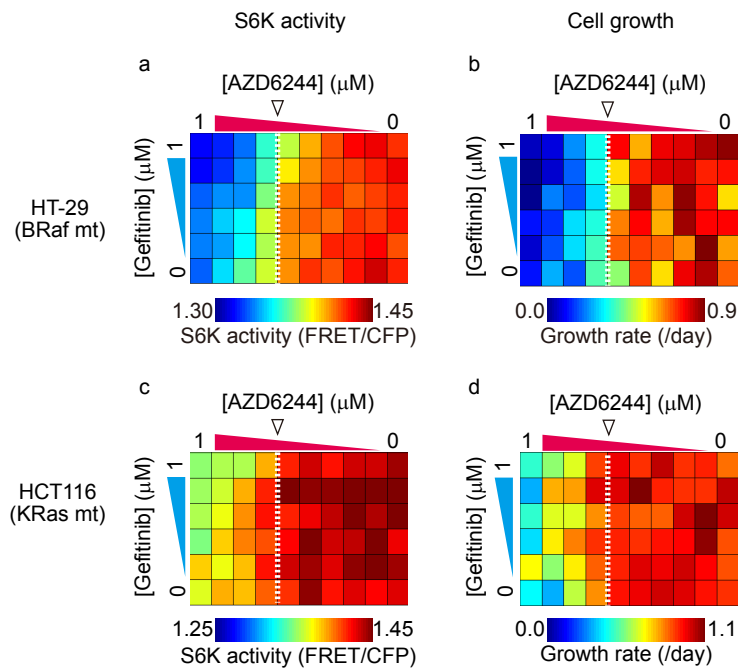 S6K activity
Cell growth
a
b
[AZD6244] (μM)
[AZD6244] (μM)
1
0
1
0
HT-29
(BRaf mt)
[Gefitinib] (μM)
1
0
[Gefitinib] (μM)
1
0
1.30
1.45
S6K activity (FRET/CFP)
0.0
0.9
Growth rate (/day)
c
d
[AZD6244] (μM)
[AZD6244] (μM)
1
0
1
0
HCT116
(KRas mt)
[Gefitinib] (μM)
1
0
[Gefitinib] (μM)
1
0
1.25
1.45
S6K activity (FRET/CFP)
0.0
1.1
Growth rate (/day)